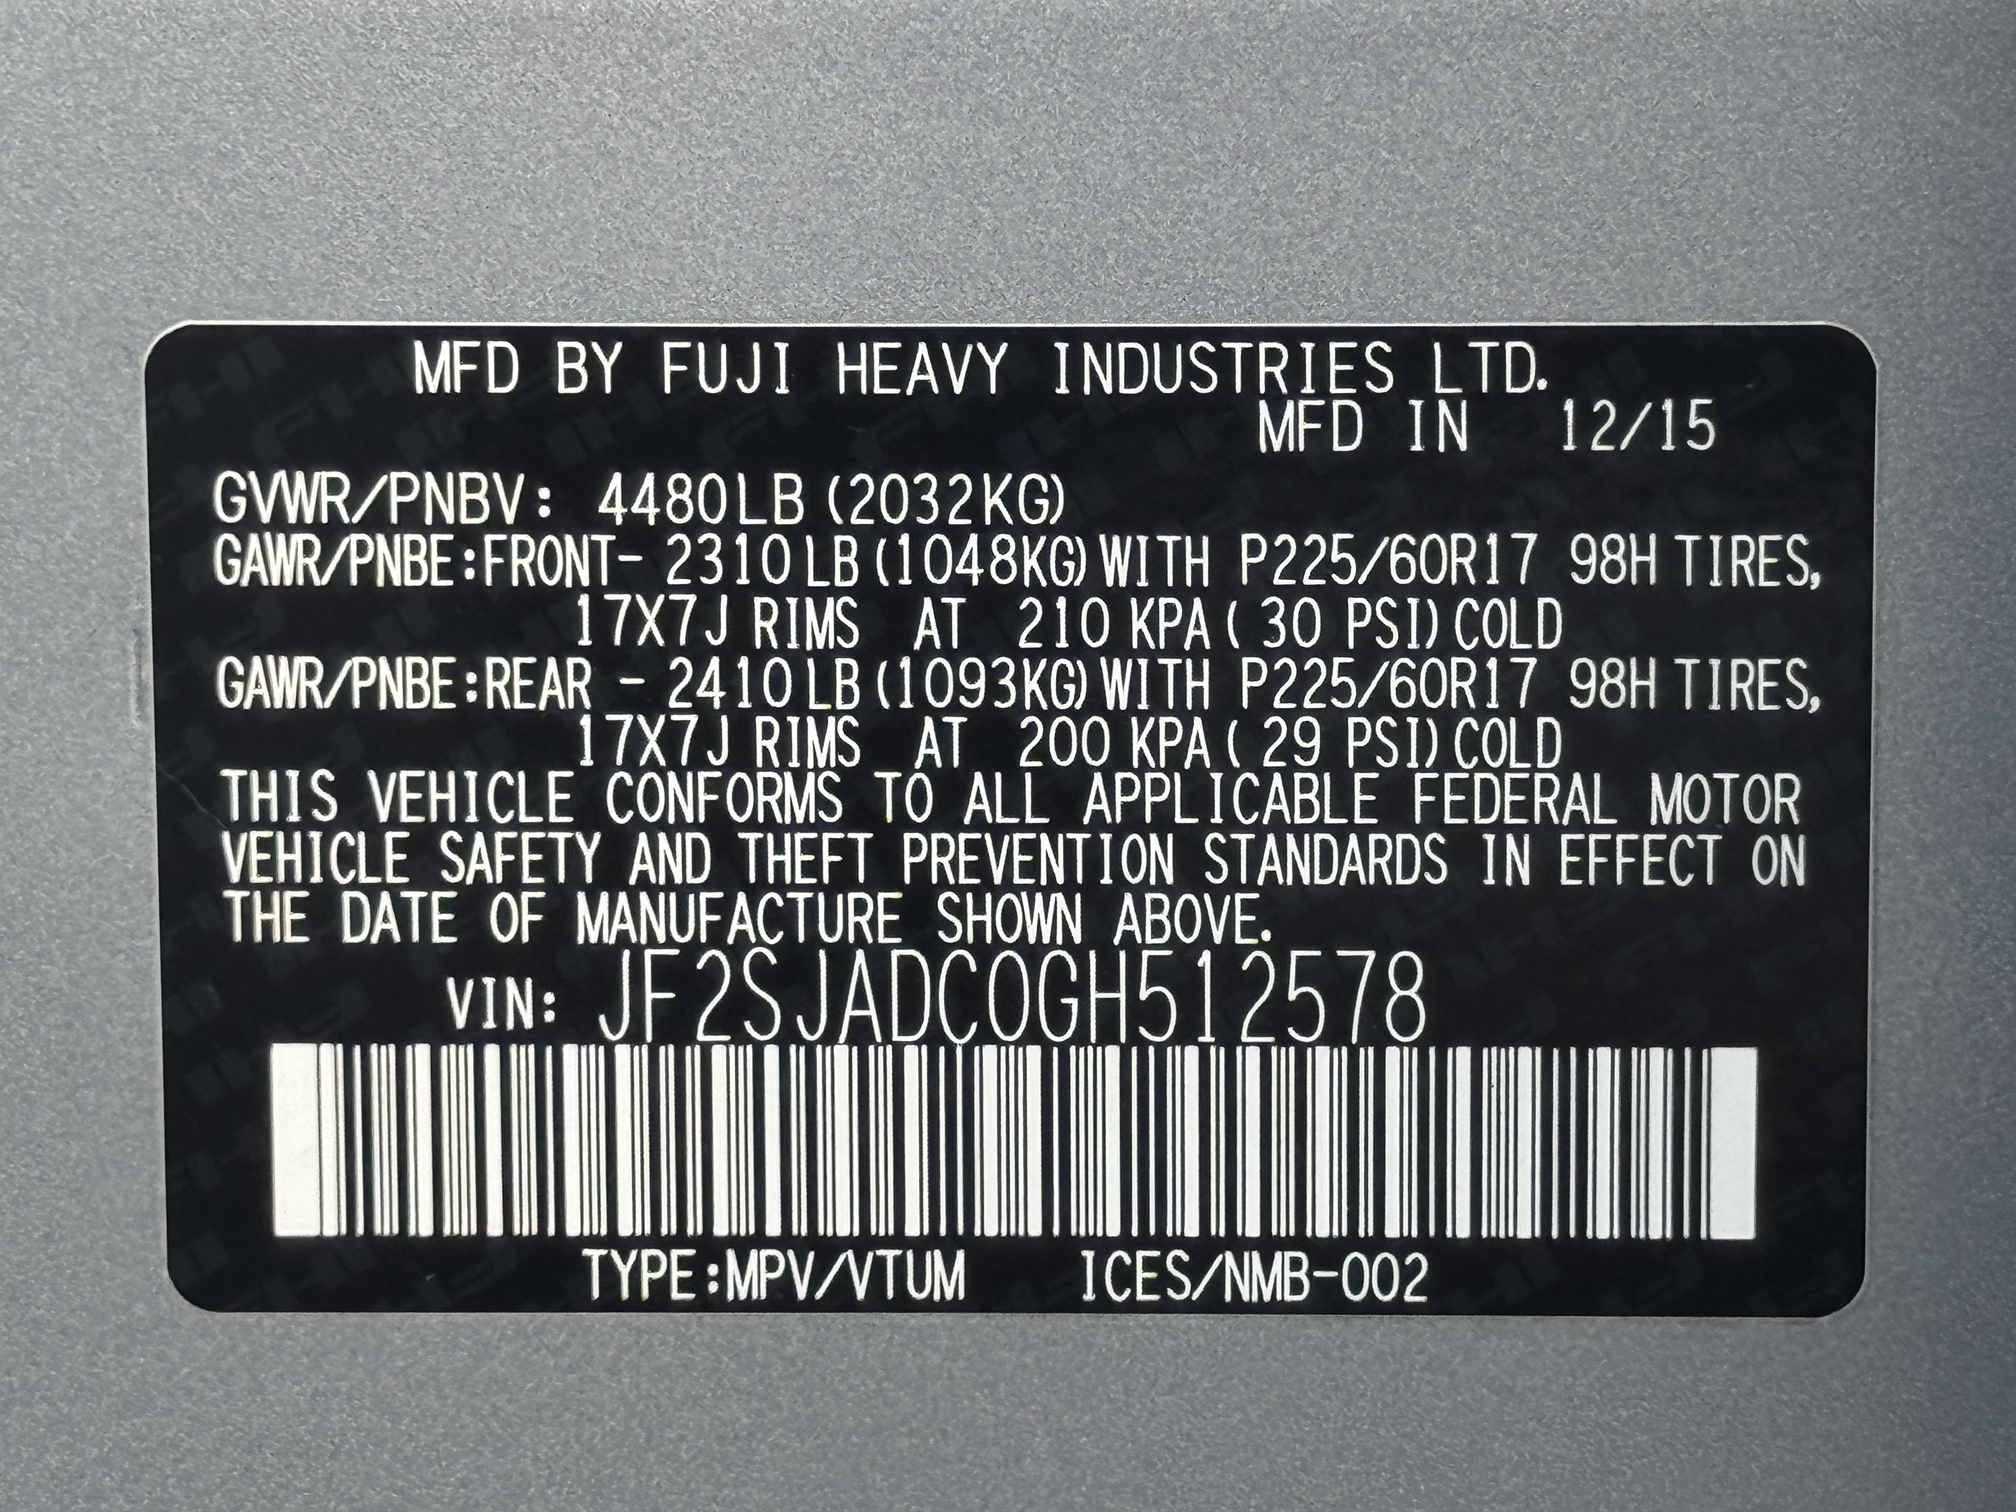 MFD BY FUJI HEAVY INDUSTRIES LTD.
MFD IN 12/15
GVWR/PNBV: 4480LB (2032KG)
GAWR/PNBE:FRONT- 2310LB (1048KG) WITH P225/60R17 98H TIRES,
17X7J RIMS AT 210 KPA ( 30 PSI) COLD
GAWR/PNBE:REAR - 2410LB (1093KG) WITH P225/60R17 98H TIRES,
17X7J RIMS AT 200 KPA ( 29 PSI) COLD
THIS VEHICLE CONFORMS TO ALL APPLICABLE FEDERAL MOTOR
VEHICLE SAFETY AND THEFT PREVENTION STANDARDS IN EFFECT ON
THE DATE OF MANUFACTURE SHOWN ABOVE.
VIN: JF2SJADC0GH512578
TYPE:MPV/VTUM ICES/NMB-002